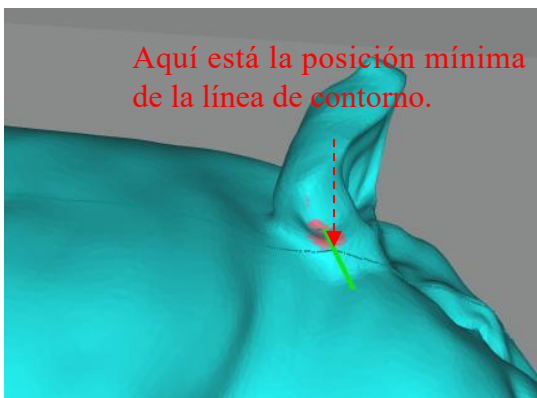 Aquí está la posición mínima
de la línea de contorno.